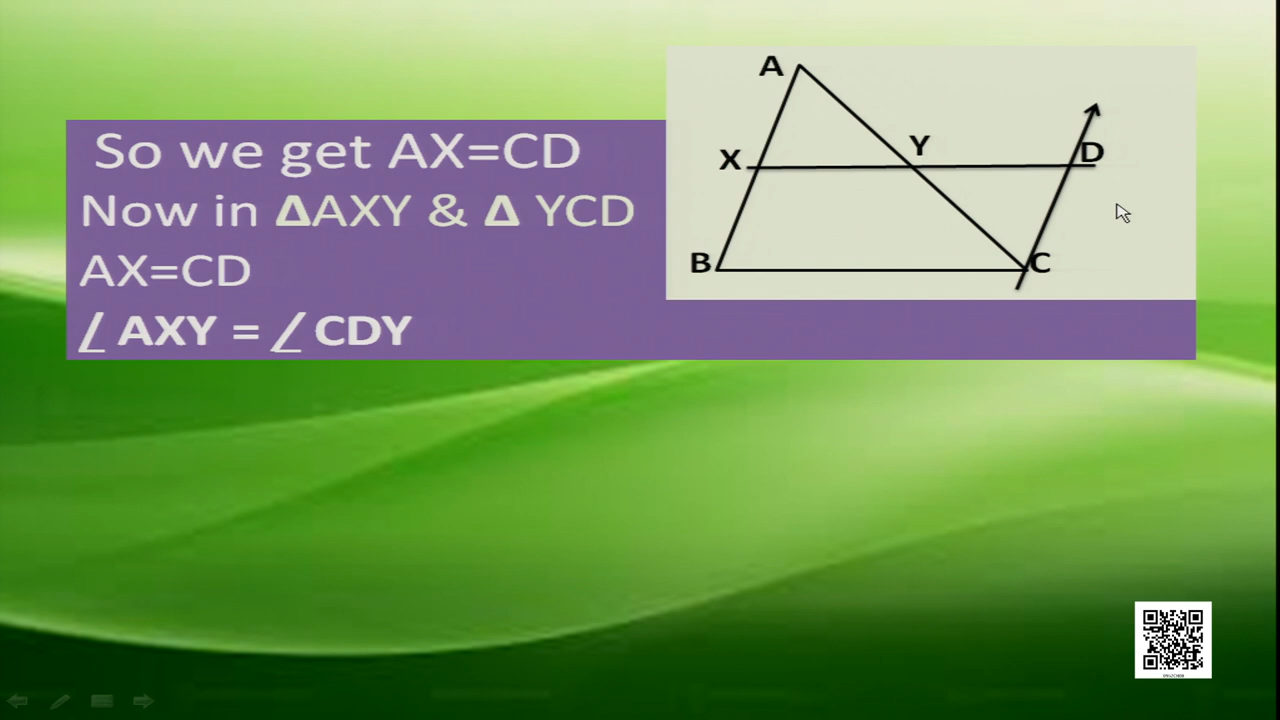 So we get AX=CD
Now in ΔAXY & Δ YCD
AX=CD
∠AXY = ∠CDY
A
X
Y
D
B
C